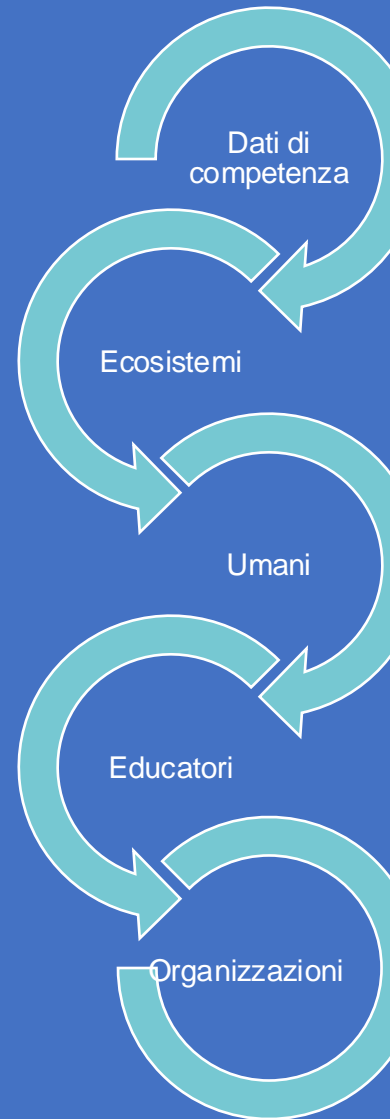 Dati di
competenza
Ecosistemi
Umani
Educatori
Organizzazioni